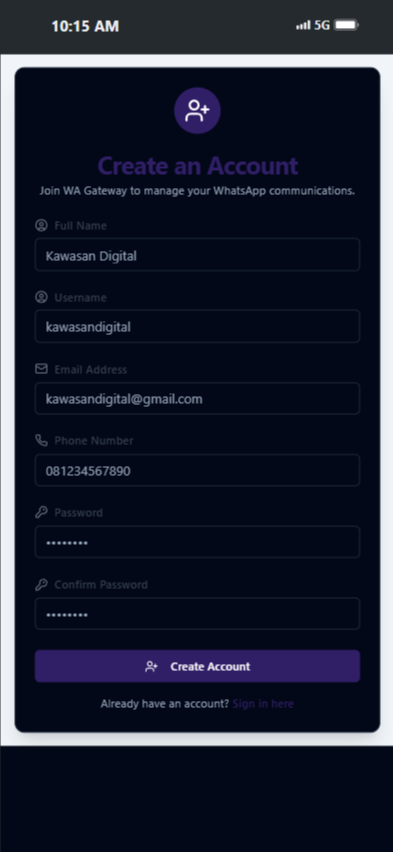 10:15 AM
5G
Create an Account
Join WA Gateway to manage your WhatsApp communications.
Full Name
Kawasan Digital
Username
kawasandigital
Email Address
kawasandigital@gmail.com
Phone Number
081234567890
Password
••••••••
Confirm Password
••••••••
Create Account
Already have an account? Sign in here